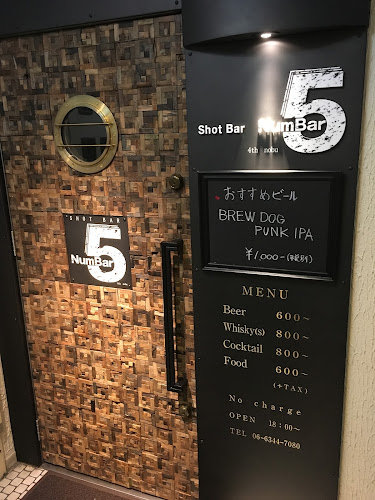 Shot Bar NumBar 5
4th nobu
おすすめビール
BREW DOG
PUNK IPA
¥1,000-(税別)
"SHOT BAR"
NumBar 5
MENU
Beer 600~
Whisky(s) 800~
Cocktail 800~
Food 600~
(+TAX)
No charge
OPEN 18:00~
TEL 06-6344-7080